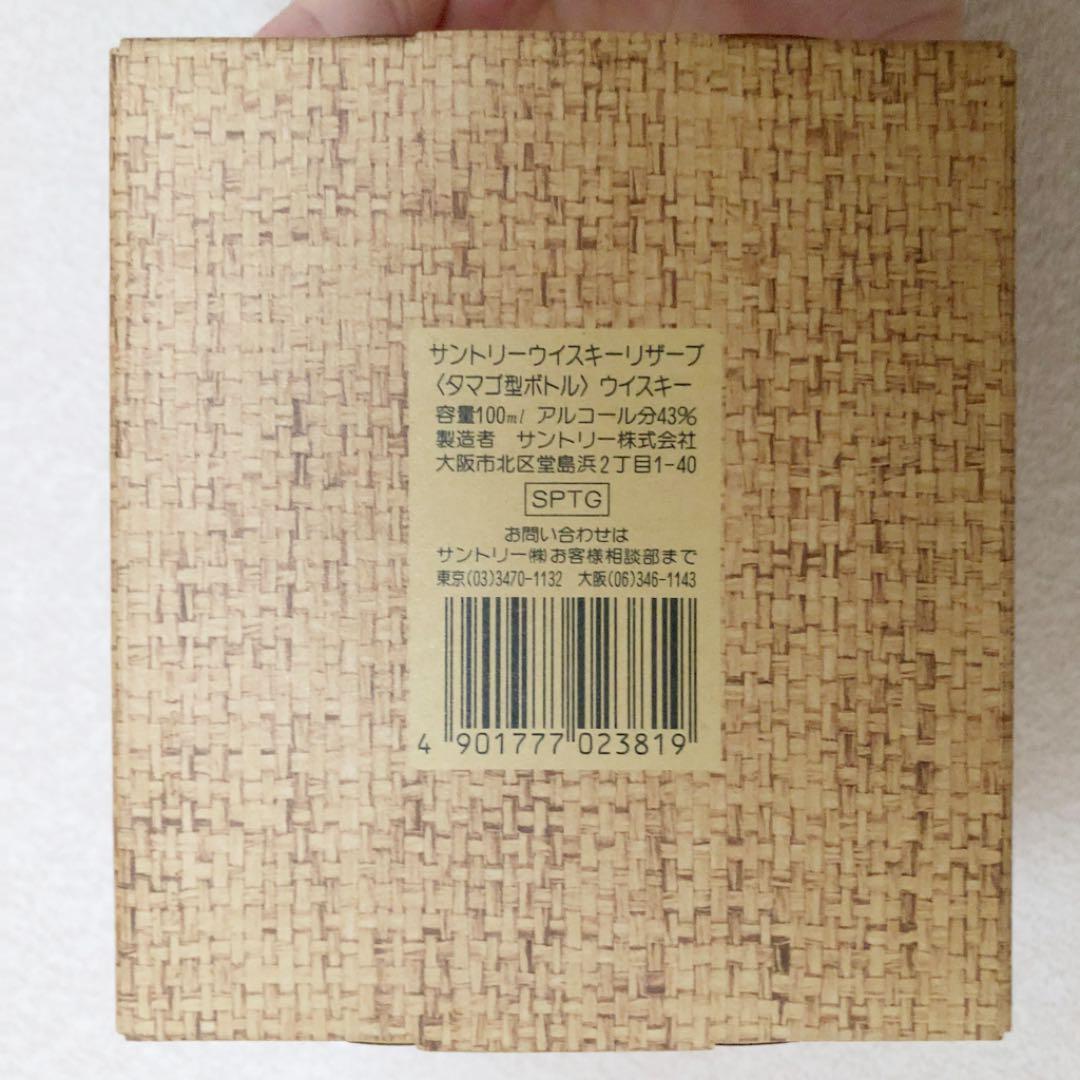 サントリーウイスキーリザーブ
〈タマゴ型ボトル〉ウイスキー
容量100ml アルコール分43%
製造者 サントリー株式会社
大阪市北区堂島浜2丁目1-40
SPTG
お問い合わせは
サントリー㈱お客様相談部まで
東京(03)3470-1132 大阪(06)346-1143
4 901777 023819